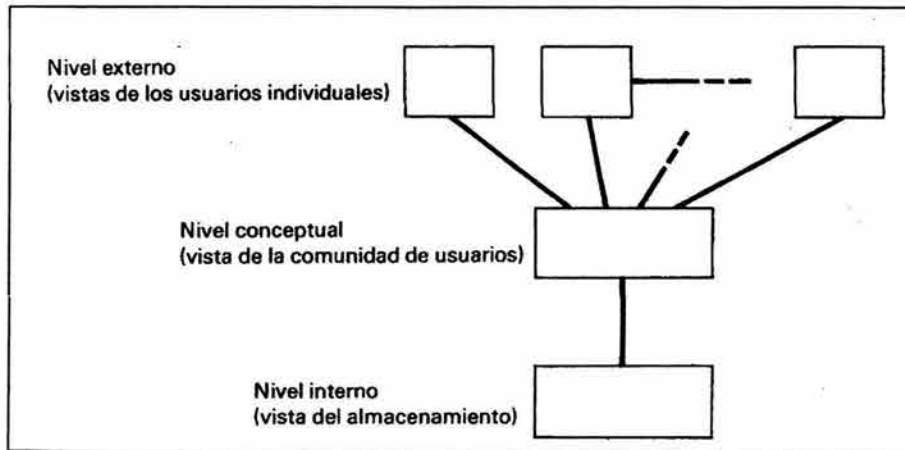 Nivel externo
(vistas de los usuarios individuales)
Nivel conceptual
(vista de la comunidad de usuarios)
Nivel interno
(vista del almacenamiento)